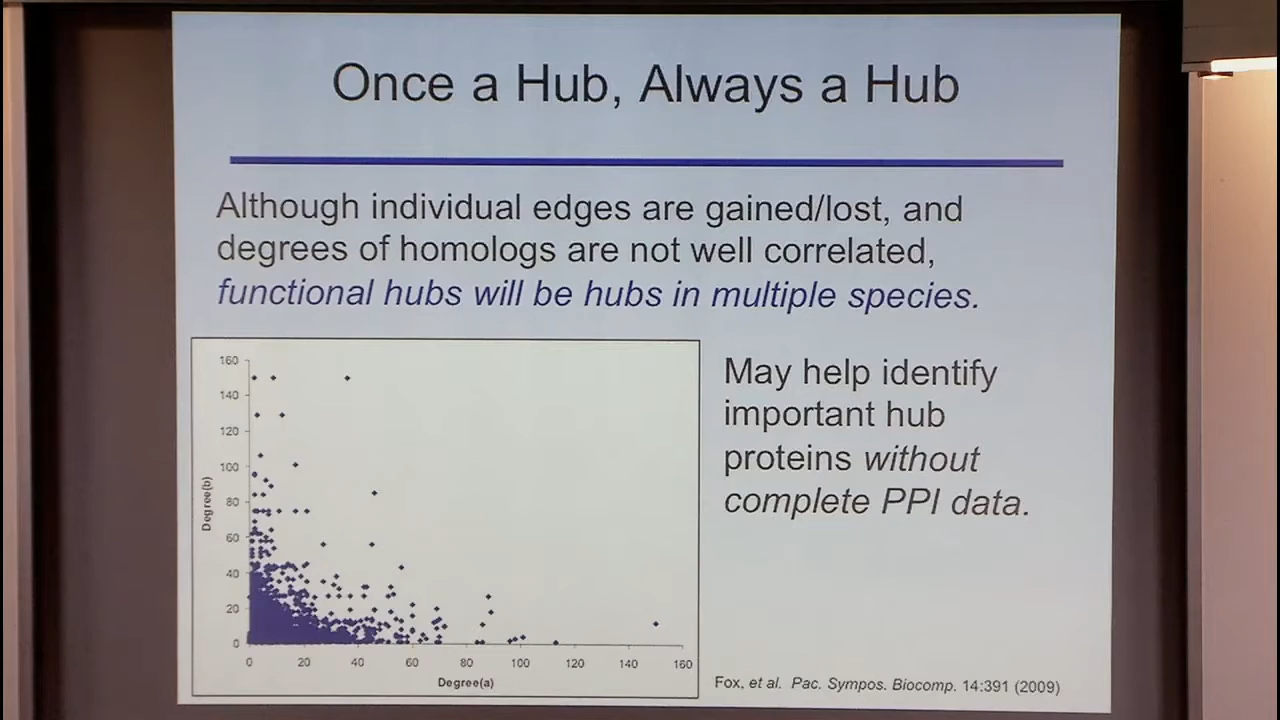 Once a Hub, Always a Hub
Although individual edges are gained/lost, and
degrees of homologs are not well correlated,
functional hubs will be hubs in multiple species.
160
140
120
100
80
60
40
20
0
Degree(b)
0 20 40 60 80 100 120 140 160
Degree(a)
May help identify
important hub
proteins without
complete PPI data.
Fox, et al. Pac. Sympos. Biocomp. 14:391 (2009)